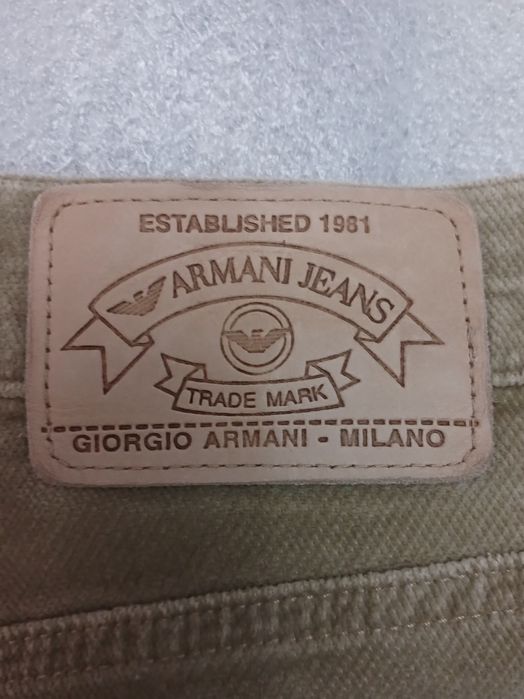 ESTABLISHED 1981
ARMANI JEANS
TRADE MARK
GIORGIO ARMANI - MILANO